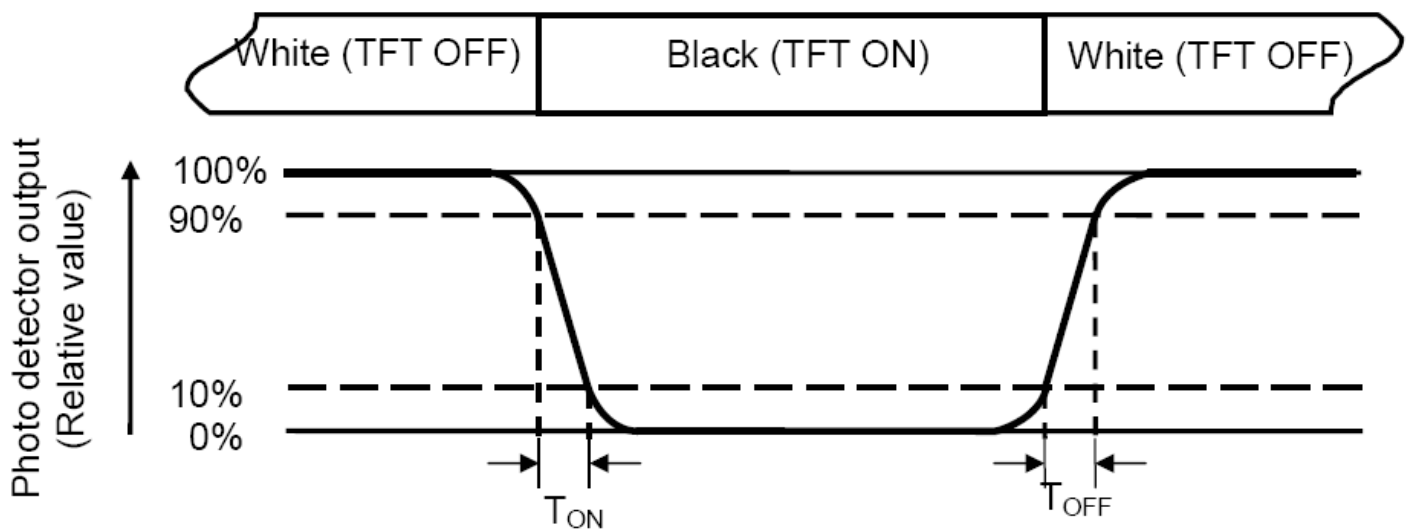 White (TFT OFF) Black (TFT ON) White (TFT OFF)
Photo detector output
(Relative value)
100%
90%
10%
0%
TON
TOFF